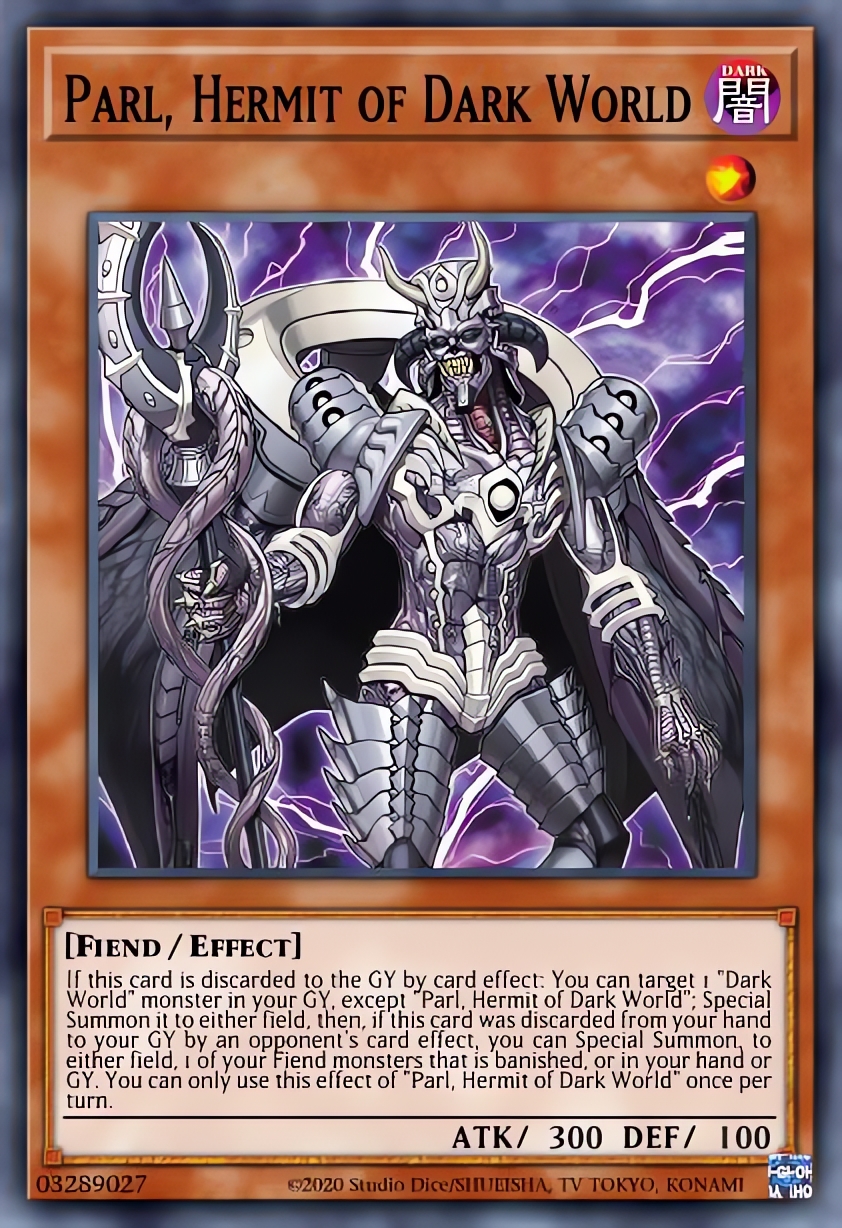 Parl, Hermit of Dark World
DARK
闇
[Fiend / Effect]
If this card is discarded to the GY by card effect: You can target 1 "Dark
World" monster in your GY, except "Parl, Hermit of Dark World"; Special
Summon it to either field, then, if this card was discarded from your hand
to your GY by an opponent's card effect, you can Special Summon, to
either field, 1 of your Fiend monsters that is banished, or in your hand or
GY. You can only use this effect of "Parl, Hermit of Dark World" once per
turn.
ATK/ 300 DEF/ 100
03289027 ©2020 Studio Dice/SHUEISHA, TV TOKYO, KONAMI